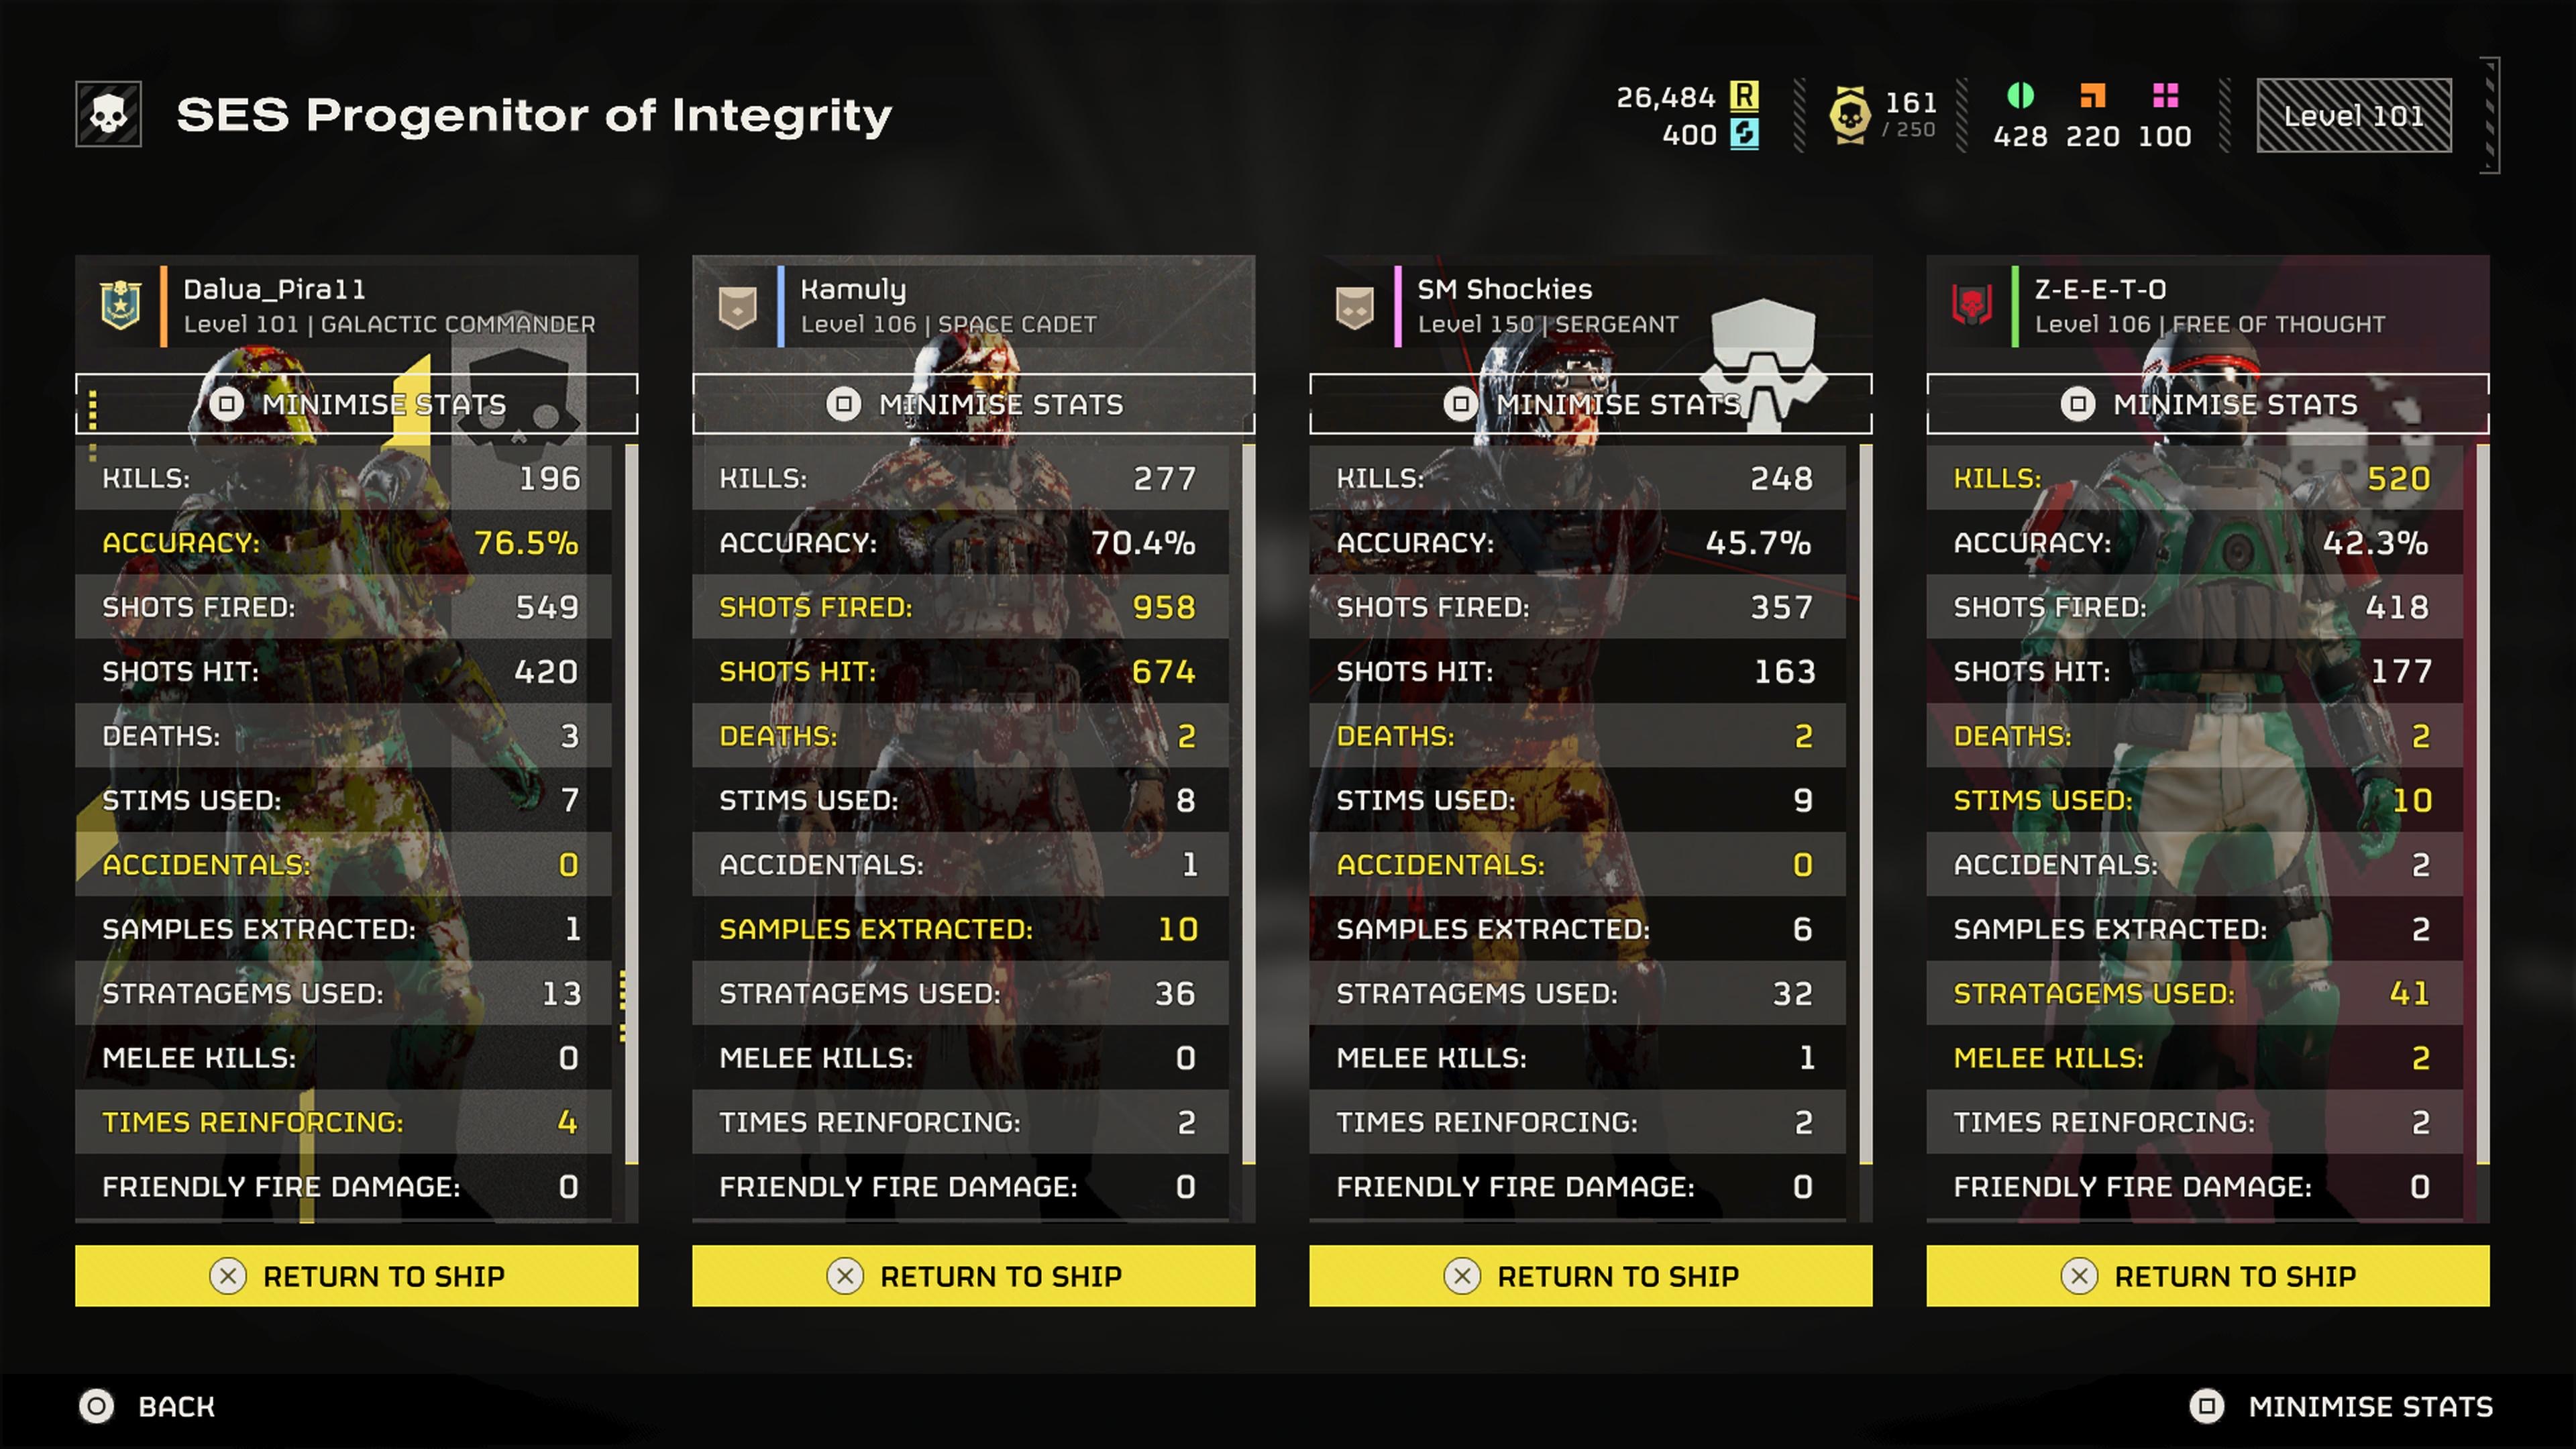 SES Progenitor of Integrity
26,484 R
400 S
161
/ 250
428 220 100
Level 101
Dalua_Pira11
Level 101 | GALACTIC COMMANDER
MINIMISE STATS
KILLS: 196
ACCURACY: 76.5%
SHOTS FIRED: 549
SHOTS HIT: 420
DEATHS: 3
STIMS USED: 7
ACCIDENTALS: 0
SAMPLES EXTRACTED: 1
STRATAGEMS USED: 13
MELEE KILLS: 0
TIMES REINFORCING: 4
FRIENDLY FIRE DAMAGE: 0
RETURN TO SHIP
Kamuly
Level 106 | SPACE CADET
MINIMISE STATS
KILLS: 277
ACCURACY: 70.4%
SHOTS FIRED: 958
SHOTS HIT: 674
DEATHS: 2
STIMS USED: 8
ACCIDENTALS: 1
SAMPLES EXTRACTED: 10
STRATAGEMS USED: 36
MELEE KILLS: 0
TIMES REINFORCING: 2
FRIENDLY FIRE DAMAGE: 0
RETURN TO SHIP
SM Shockies
Level 150 | SERGEANT
MINIMISE STATS
KILLS: 248
ACCURACY: 45.7%
SHOTS FIRED: 357
SHOTS HIT: 163
DEATHS: 2
STIMS USED: 9
ACCIDENTALS: 0
SAMPLES EXTRACTED: 6
STRATAGEMS USED: 32
MELEE KILLS: 1
TIMES REINFORCING: 2
FRIENDLY FIRE DAMAGE: 0
RETURN TO SHIP
Z-E-E-T-O
Level 106 | FREE OF THOUGHT
MINIMISE STATS
KILLS: 520
ACCURACY: 42.3%
SHOTS FIRED: 418
SHOTS HIT: 177
DEATHS: 2
STIMS USED: 10
ACCIDENTALS: 2
SAMPLES EXTRACTED: 2
STRATAGEMS USED: 41
MELEE KILLS: 2
TIMES REINFORCING: 2
FRIENDLY FIRE DAMAGE: 0
RETURN TO SHIP
BACK
MINIMISE STATS